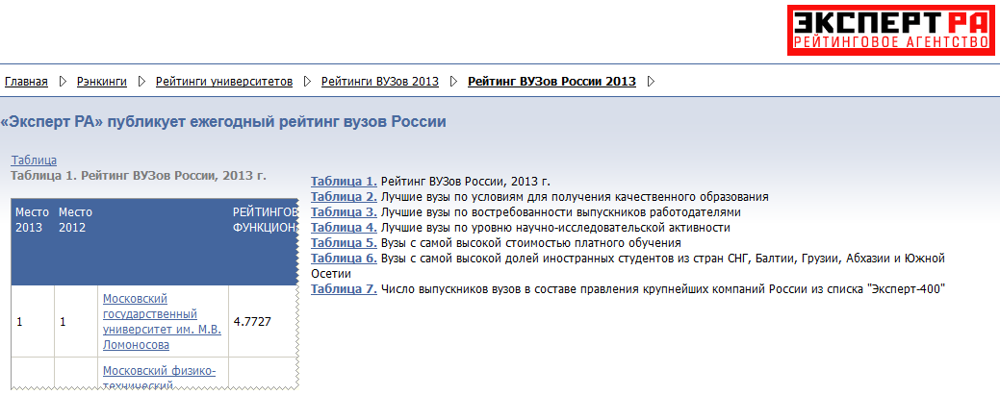 ЭКСПЕРТ РА
РЕЙТИНГОВОЕ АГЕНТСТВО
Главная Рэнкинги Рейтинги университетов Рейтинги ВУЗов 2013 Рейтинг ВУЗов России 2013
«Эксперт РА» публикует ежегодный рейтинг вузов России
Таблица
Таблица 1. Рейтинг ВУЗов России, 2013 г.
Место 2013
Место 2012
РЕЙТИНГОВ
ФУНКЦИОН
1
1
Московский
государственный
университет им. М.В.
Ломоносова
4.7727
Московский физико-
технический
Таблица 1. Рейтинг ВУЗов России, 2013 г.
Таблица 2. Лучшие вузы по условиям для получения качественного образования
Таблица 3. Лучшие вузы по востребованности выпускников работодателями
Таблица 4. Лучшие вузы по уровню научно-исследовательской активности
Таблица 5. Вузы с самой высокой стоимостью платного обучения
Таблица 6. Вузы с самой высокой долей иностранных студентов из стран СНГ, Балтии, Грузии, Абхазии и Южной
Осетии
Таблица 7. Число выпускников вузов в составе правления крупнейших компаний России из списка "Эксперт-400"